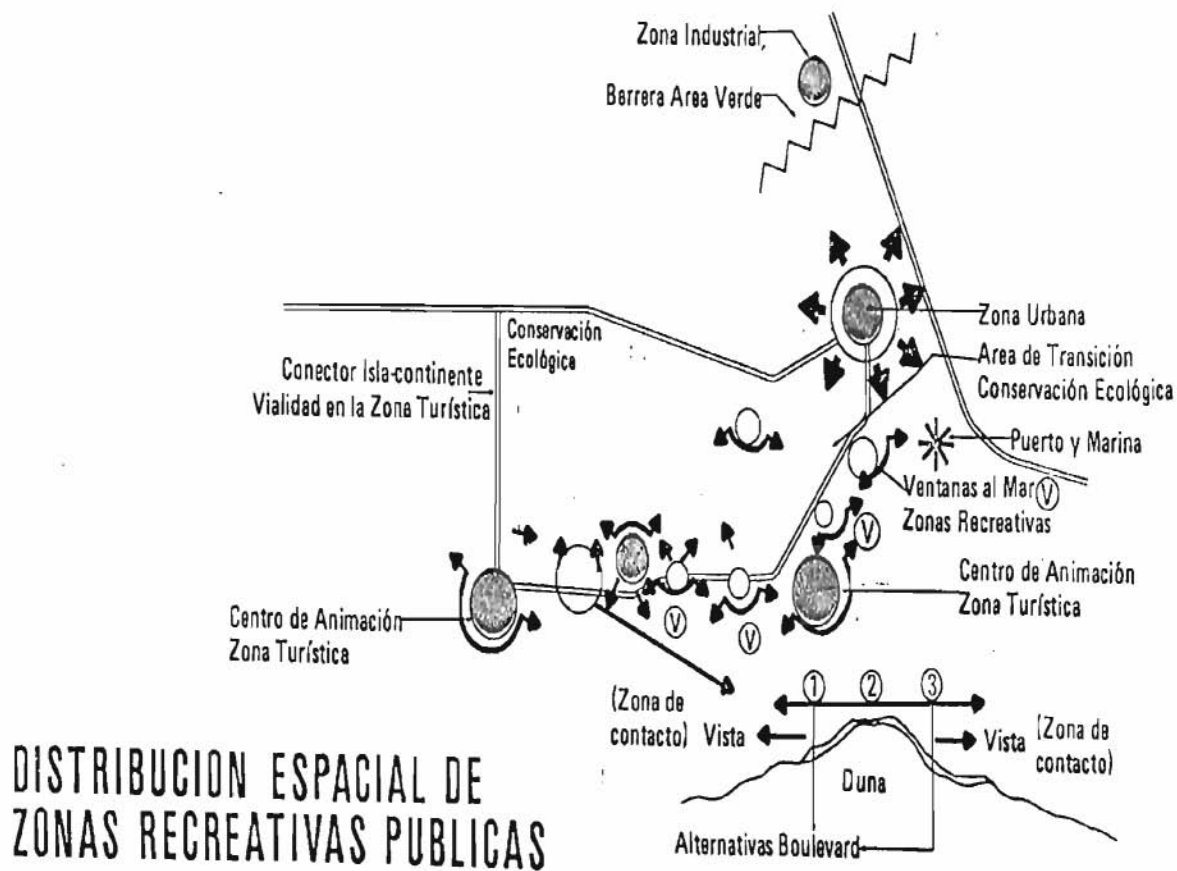 Zona Industrial,
Berrera Area Verde
Zona Urbana
Conservación
Ecológica
Area de Transición
Conservación Ecológica
Conector Isla-continente
Vialidad en la Zona Turística
Puerto y Marina
Ventanas al Mar V
Zonas Recreativas
V
Centro de Animación
Zona Turística
Centro de Animación
Zona Turística
V
V
1 2 3
(Zona de
contacto) Vista
Vista (Zona de
contacto)
Duna
Alternativas Boulevard
DISTRIBUCION ESPACIAL DE
ZONAS RECREATIVAS PUBLICAS